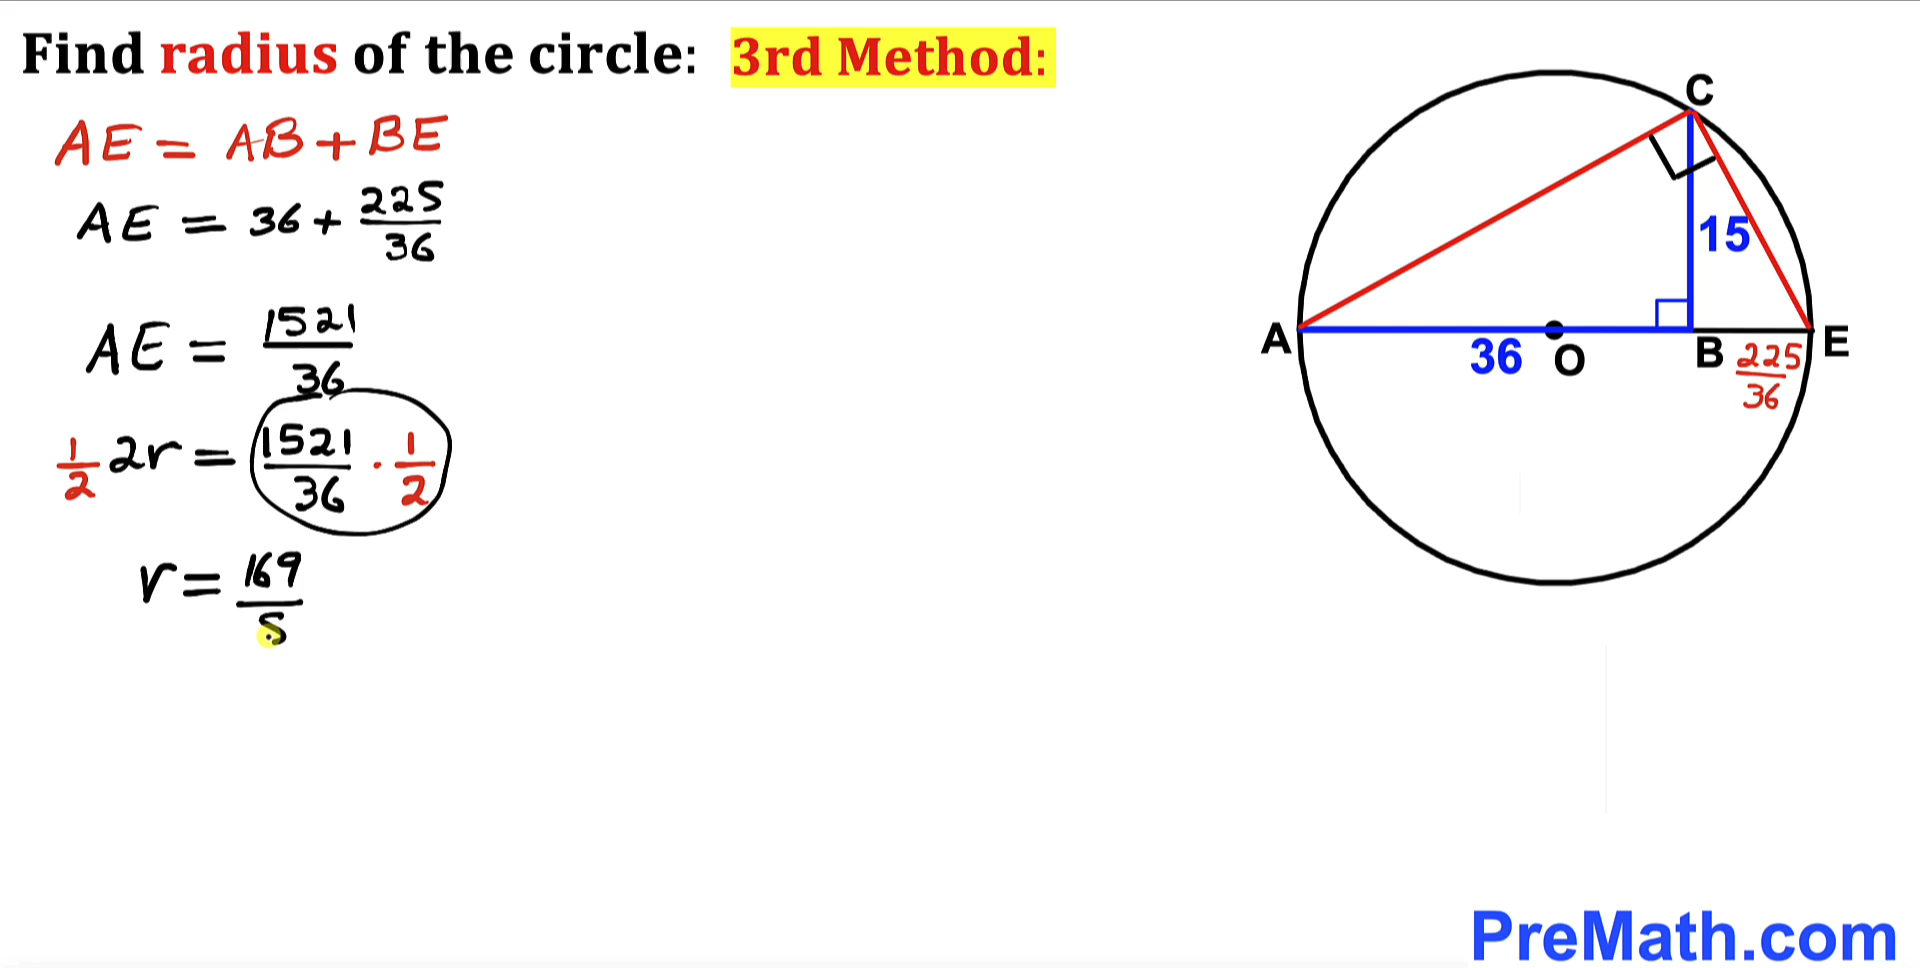 Find radius of the circle: 3rd Method:
AE = AB + BE
AE = 36 + 225/36
AE = 1521/36
1/2 2r = 1521/36 · 1/2
r = 169/5
C
15
A
36
O
B
225/36
E
PreMath.com